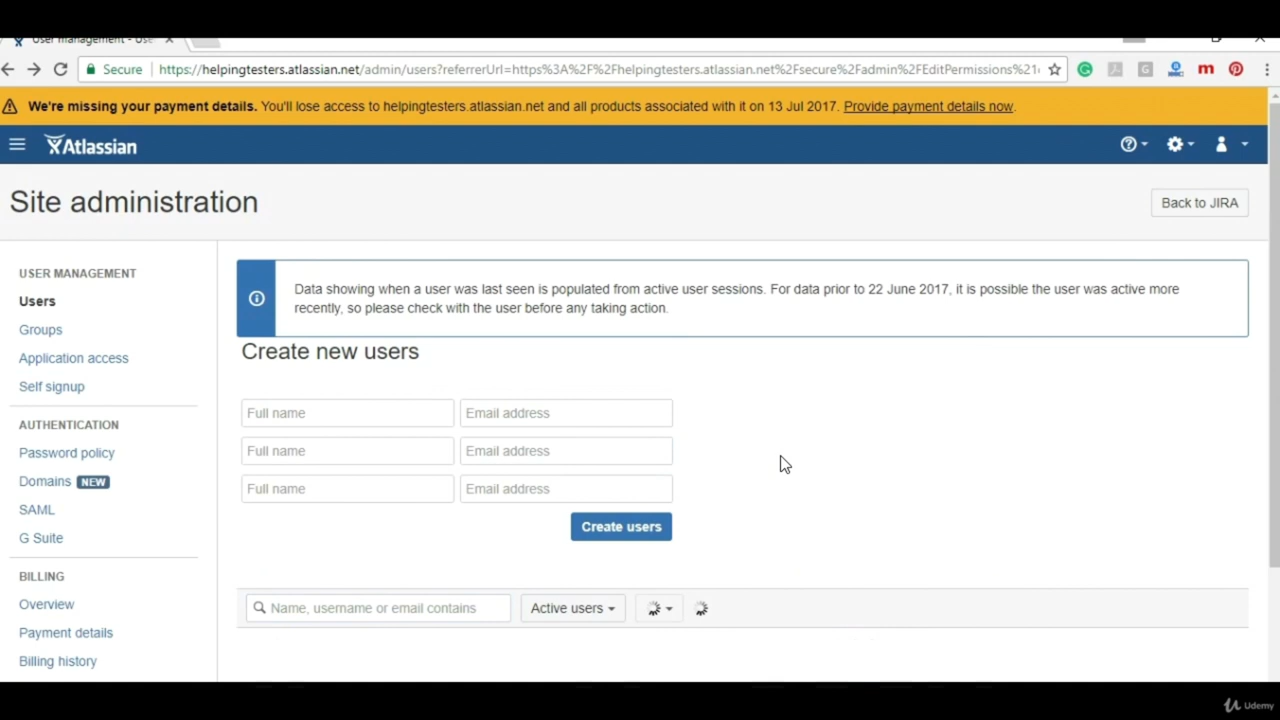 User management - Use
Secure
https://helpingtesters.atlassian.net/admin/users?referrerUrl=https%3A%2F%2Fhelpingtesters.atlassian.net%2Fsecure%2Fadmin%2FEditPermissions%21
We're missing your payment details. You'll lose access to helpingtesters.atlassian.net and all products associated with it on 13 Jul 2017. Provide payment details now.
Atlassian
Site administration
Back to JIRA
USER MANAGEMENT
Users
Groups
Application access
Self signup
AUTHENTICATION
Password policy
Domains NEW
SAML
G Suite
BILLING
Overview
Payment details
Billing history
Data showing when a user was last seen is populated from active user sessions. For data prior to 22 June 2017, it is possible the user was active more
recently, so please check with the user before any taking action.
Create new users
Full name Email address
Full name Email address
Full name Email address
Create users
Name, username or email contains
Active users
Udemy